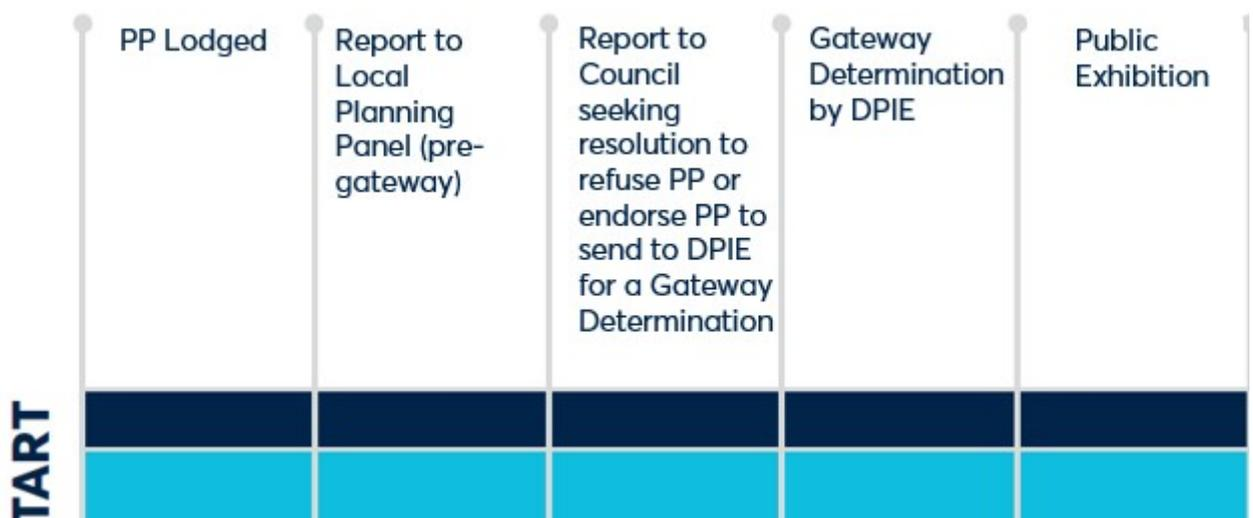 PP Lodged
Report to
Local
Planning
Panel (pre-
gateway)
Report to
Council
seeking
resolution to
refuse PP or
endorse PP to
send to DPIE
for a Gateway
Determination
Gateway
Determination
by DPIE
Public
Exhibition
TART